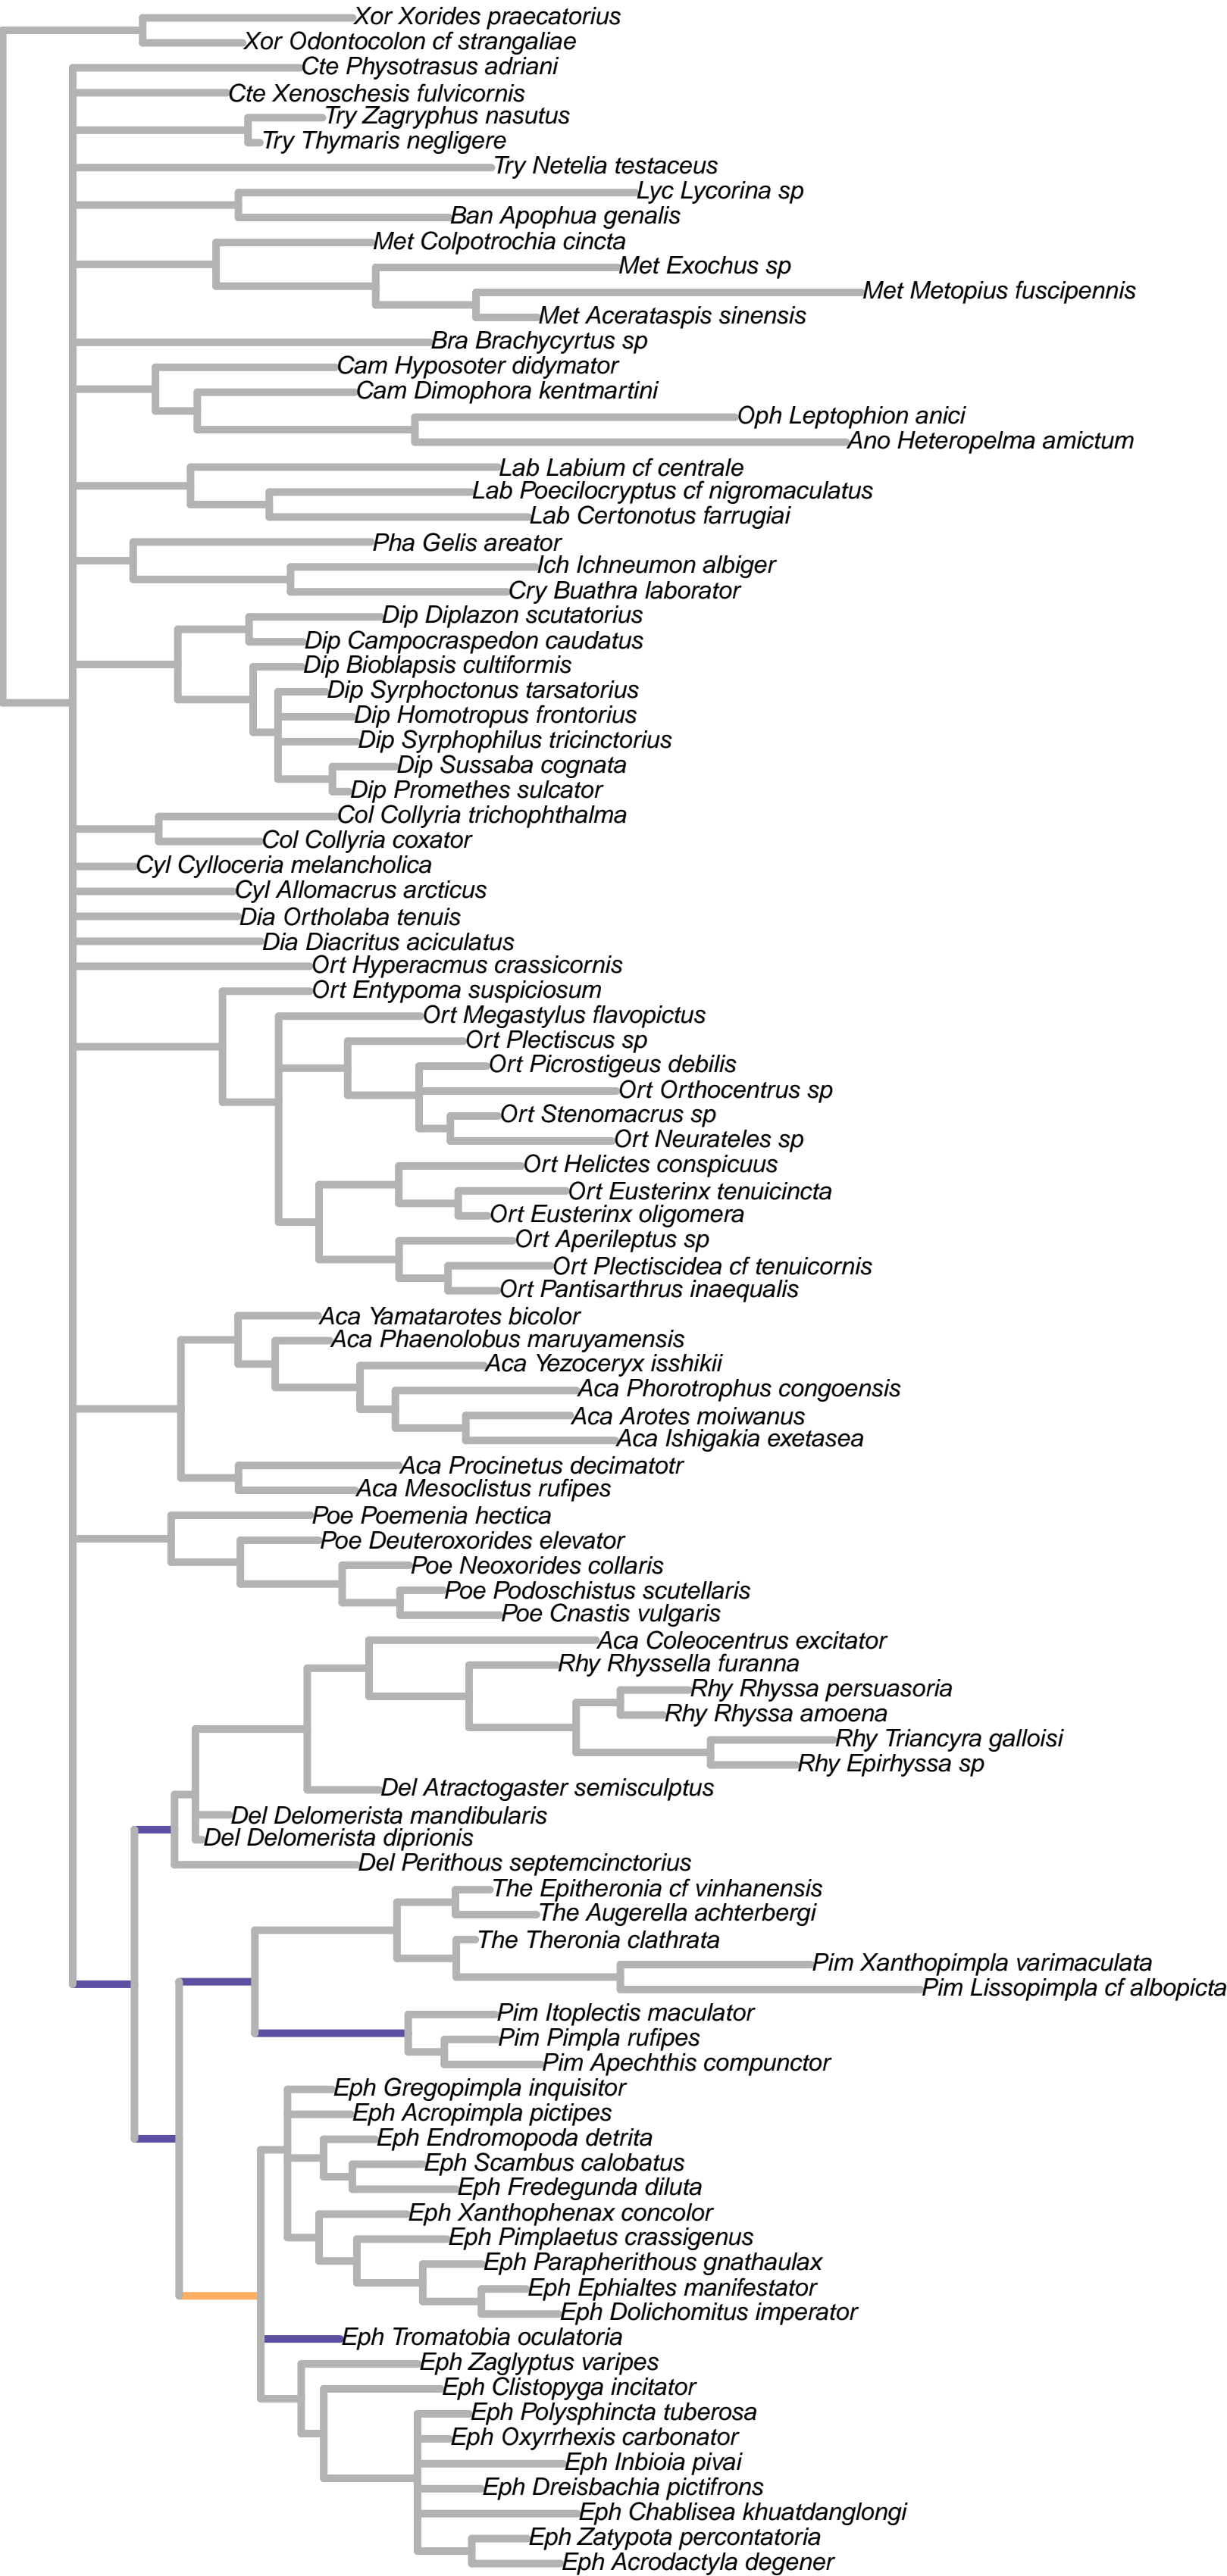 Xor Xorides praecatorius
Xor Odontocolon cf strangaliae
Cte Physotrasus adriani
Cte Xenoschesis fulvicornis
Try Zagryphus nasutus
Try Thymaris negligere
Try Netelia testaceus
Lyc Lycorina sp
Ban Apophua genalis
Met Colpotrochia cincta
Met Exochus sp
Met Metopius fuscipennis
Met Acerataspis sinensis
Bra Brachycyrtus sp
Cam Hyposoter didymator
Cam Dimophora kentmartini
Oph Leptophion anici
Ano Heteropelma amictum
Lab Labium cf centrale
Lab Poecilocryptus cf nigromaculatus
Lab Certonotus farrugiai
Pha Gelis areator
Ich Ichneumon albiger
Cry Buathra laborator
Dip Diplazon scutatorius
Dip Campocraspedon caudatus
Dip Bioblapsis cultiformis
Dip Syrphoctonus tarsatorius
Dip Homotropus frontorius
Dip Syrphophilus tricinctorius
Dip Sussaba cognata
Dip Promethes sulcator
Col Collyria trichophthalma
Col Collyria coxator
Cyl Cylloceria melancholica
Cyl Allomacrus arcticus
Dia Ortholaba tenuis
Dia Diacritus aciculatus
Ort Hyperacmus crassicornis
Ort Entypoma suspiciosum
Ort Megastylus flavopictus
Ort Plectiscus sp
Ort Picrostigeus debilis
Ort Orthocentrus sp
Ort Stenomacrus sp
Ort Neurateles sp
Ort Helictes conspicuus
Ort Eusterinx tenuicincta
Ort Eusterinx oligomera
Ort Aperileptus sp
Ort Plectiscidea cf tenuicornis
Ort Pantisarthrus inaequalis
Aca Yamatarotes bicolor
Aca Phaenolobus maruyamensis
Aca Yezoceryx isshikii
Aca Phorotrophus congoensis
Aca Arotes moiwanus
Aca Ishigakia exetasea
Aca Procinetus decimatotr
Aca Mesoclistus rufipes
Poe Poemenia hectica
Poe Deuteroxorides elevator
Poe Neoxorides collaris
Poe Podoschistus scutellaris
Poe Cnastis vulgaris
Aca Coleocentrus excitator
Rhy Rhyssella furanna
Rhy Rhyssa persuasoria
Rhy Rhyssa amoena
Rhy Triancyra galloisi
Rhy Epirhyssa sp
Del Atractogaster semisculptus
Del Delomerista mandibularis
Del Delomerista diprionis
Del Perithous septemcinctorius
The Epitheronia cf vinhanensis
The Augerella achterbergi
The Theronia clathrata
Pim Xanthopimpla varimaculata
Pim Lissopimpla cf albopicta
Pim Itoplectis maculator
Pim Pimpla rufipes
Pim Apechthis compunctor
Eph Gregopimpla inquisitor
Eph Acropimpla pictipes
Eph Endromopoda detrita
Eph Scambus calobatus
Eph Fredegunda diluta
Eph Xanthophenax concolor
Eph Pimplaetus crassigenus
Eph Parapherithous gnathaulax
Eph Ephialtes manifestator
Eph Dolichomitus imperator
Eph Tromatobia oculatoria
Eph Zaglyptus varipes
Eph Clistopyga incitator
Eph Polysphincta tuberosa
Eph Oxyrrhexis carbonator
Eph Inbioia pivai
Eph Dreisbachia pictifrons
Eph Chablisea khuatdanglongi
Eph Zatypota percontatoria
Eph Acrodactyla degener